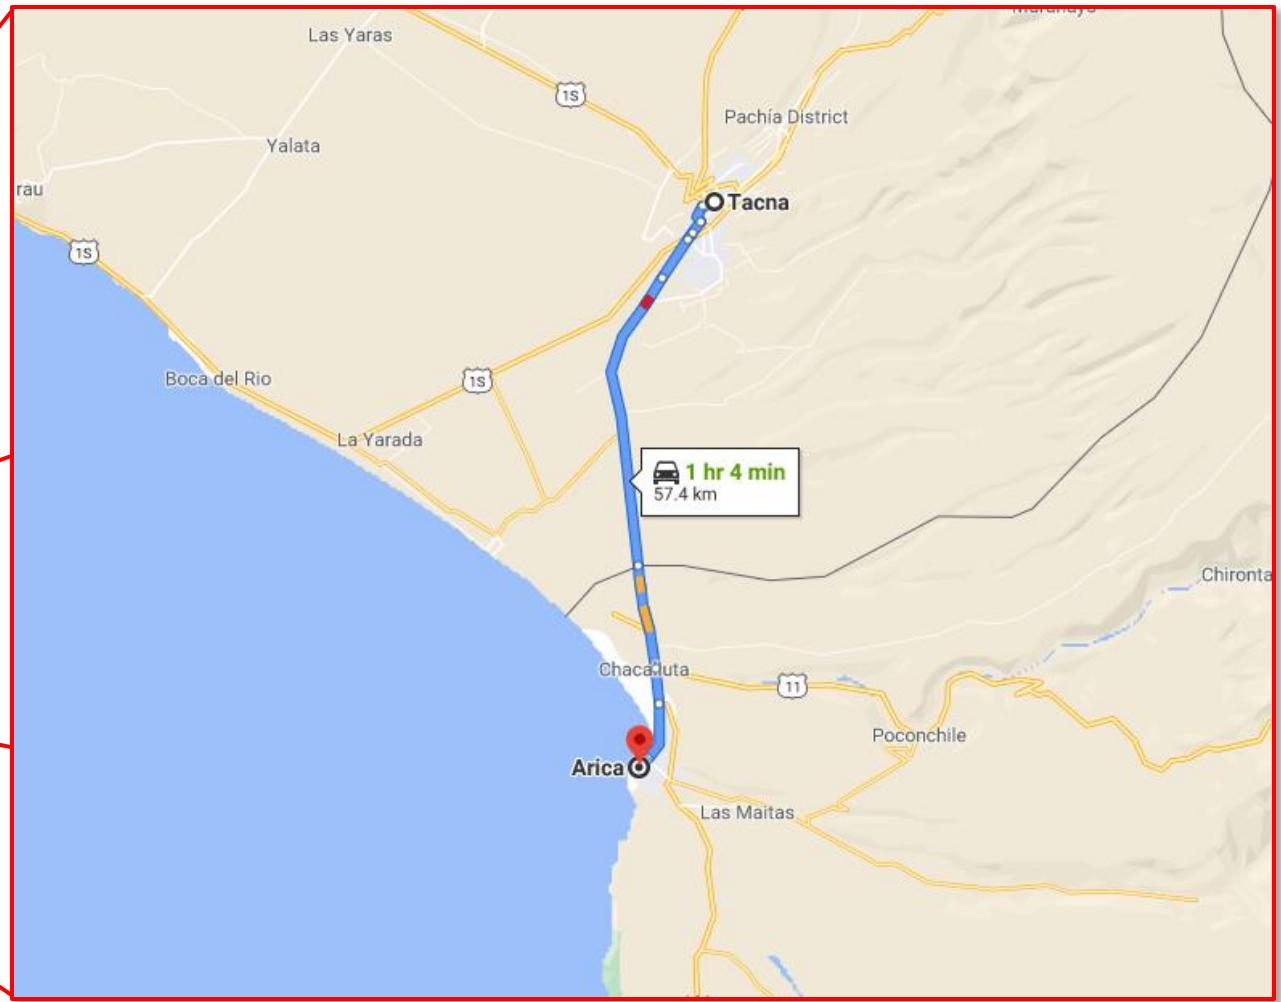 Las Yaras
1S
Pachía District
Yalata
rau
Tacna
1S
Boca del Rio
1S
La Yarada
1 hr 4 min
57.4 km
Chironta
Chacalluta
11
Poconchile
Arica
Las Maitas